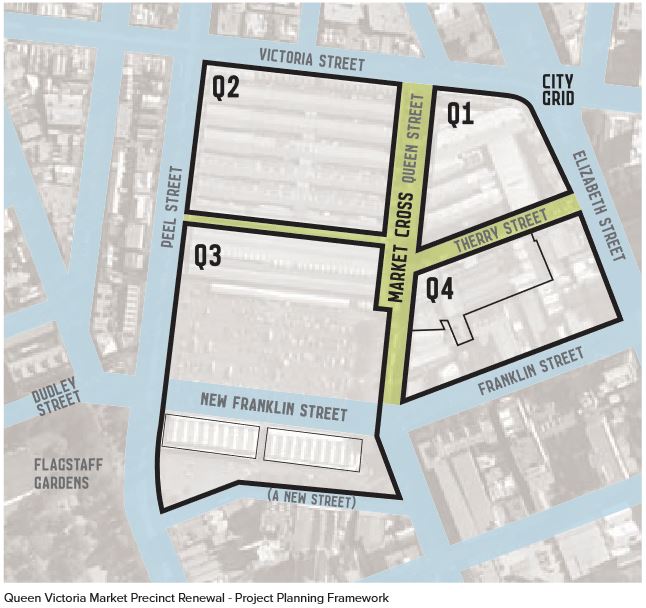 VICTORIA STREET
Q2
QUEEN STREET
Q1
CITY
GRID
PEEL STREET
ELIZABETH STREET
MARKET CROSS
THERRY STREET
Q3
Q4
FRANKLIN STREET
NEW FRANKLIN STREET
DUDLEY
STREET
FLAGSTAFF
GARDENS
(A NEW STREET)
Queen Victoria Market Precinct Renewal - Project Planning Framework